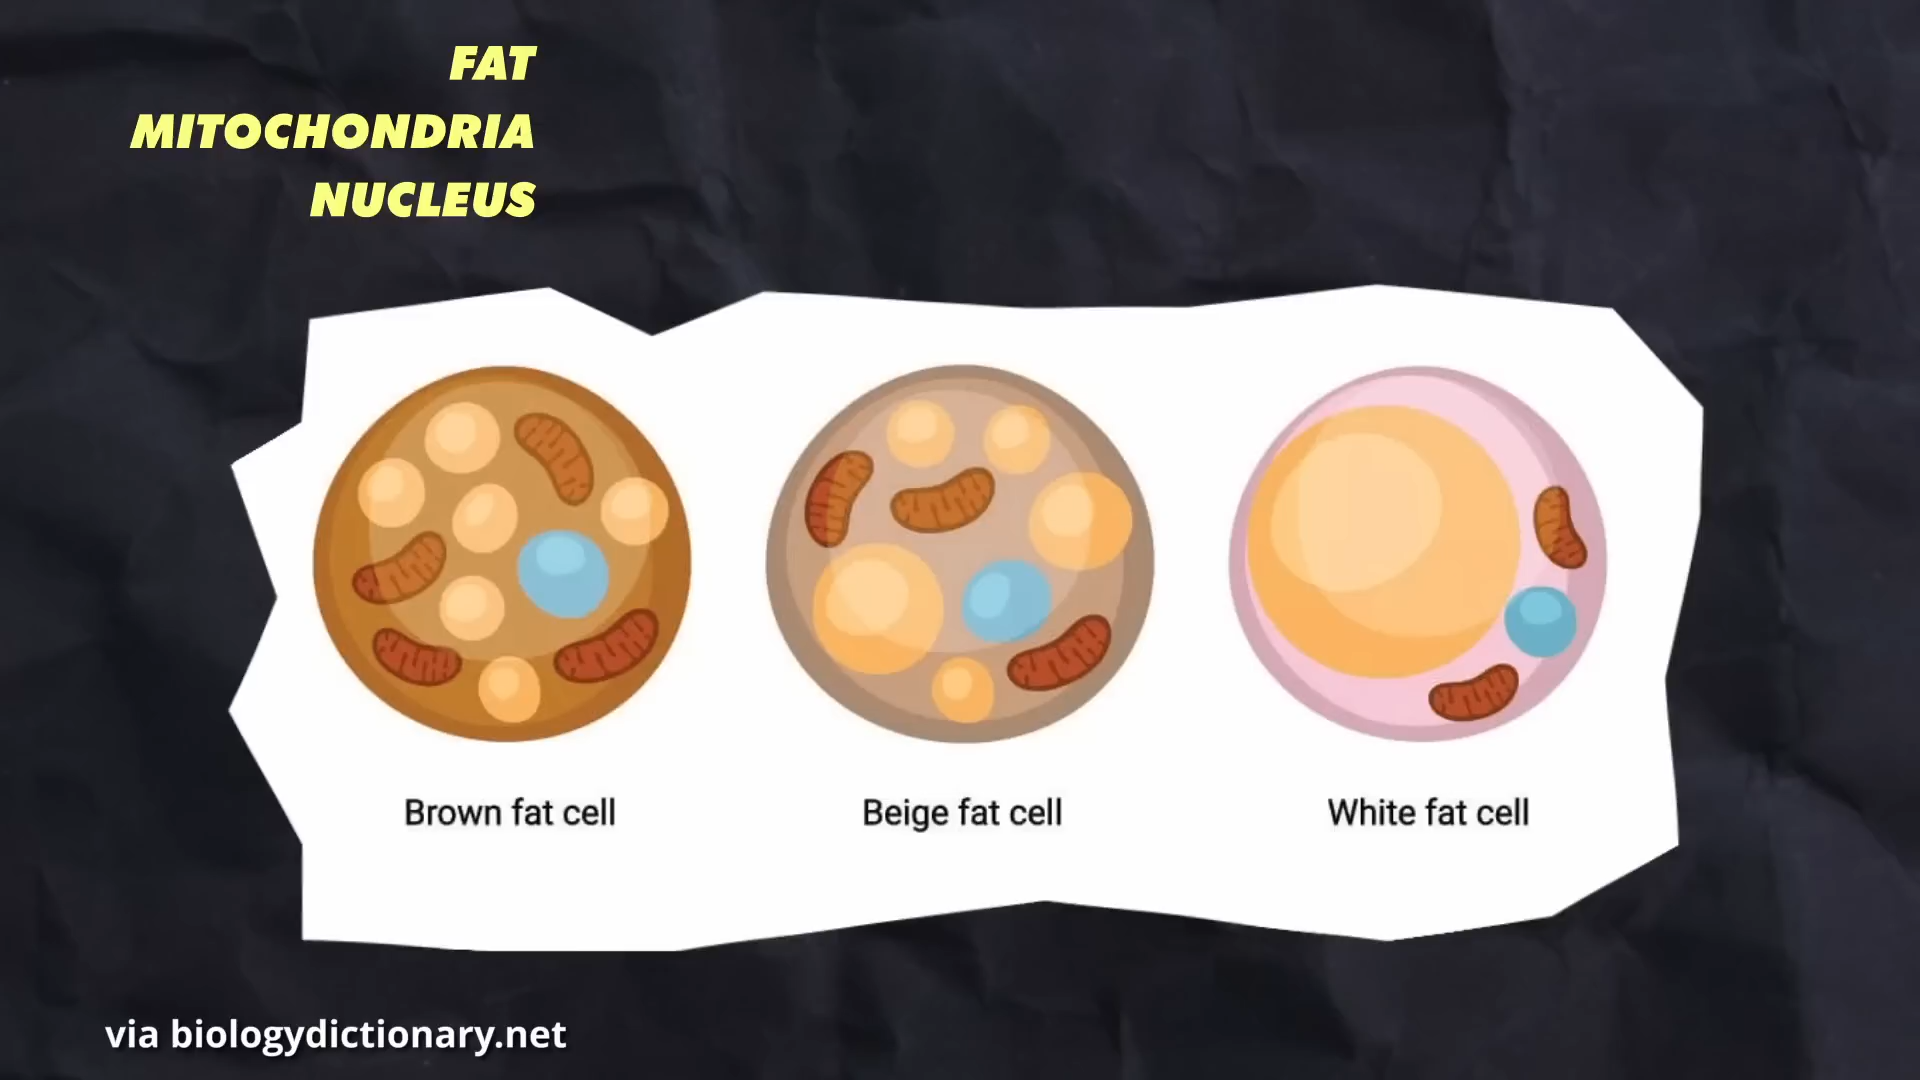 FAT
MITOCHONDRIA
NUCLEUS
Brown fat cell
Beige fat cell
White fat cell
via biologydictionary.net